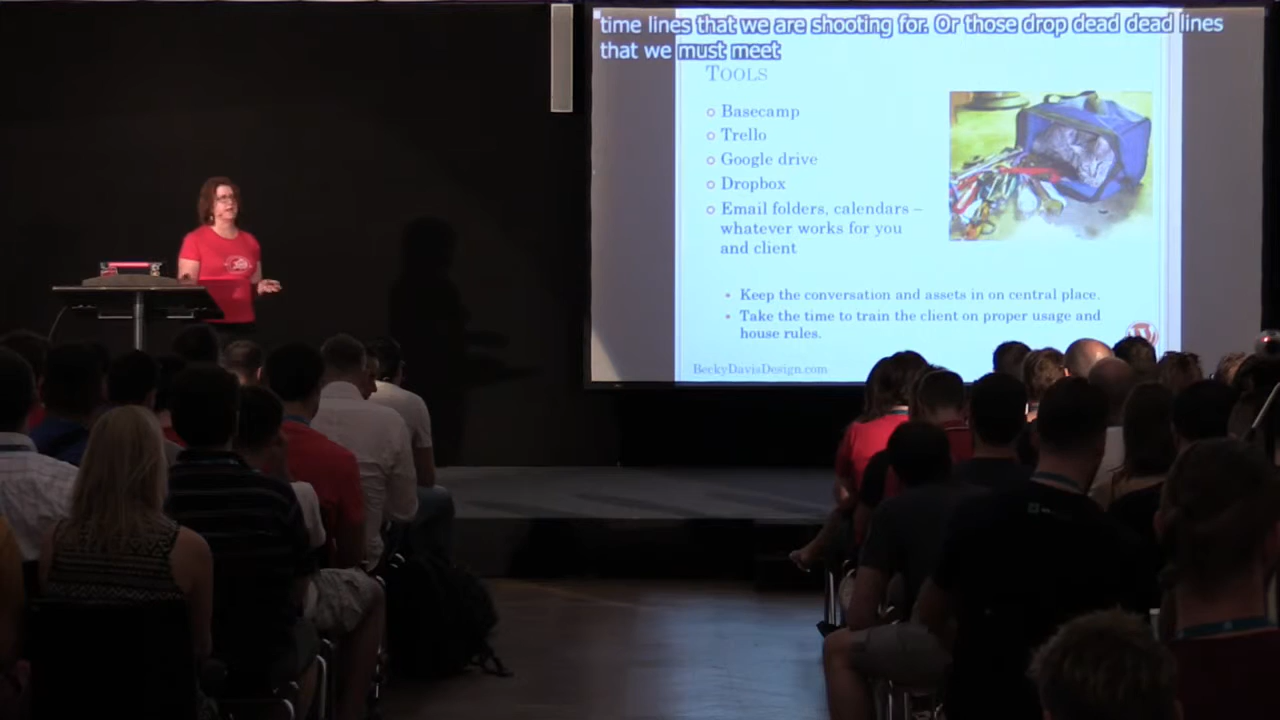 time lines that we are shooting for. Or those drop dead dead lines
that we must meet
TOOLS
Basecamp
Trello
Google drive
Dropbox
Email folders, calendars –
whatever works for you
and client
Keep the conversation and assets in on central place.
Take the time to train the client on proper usage and
house rules.
BeckyDavisDesign.com